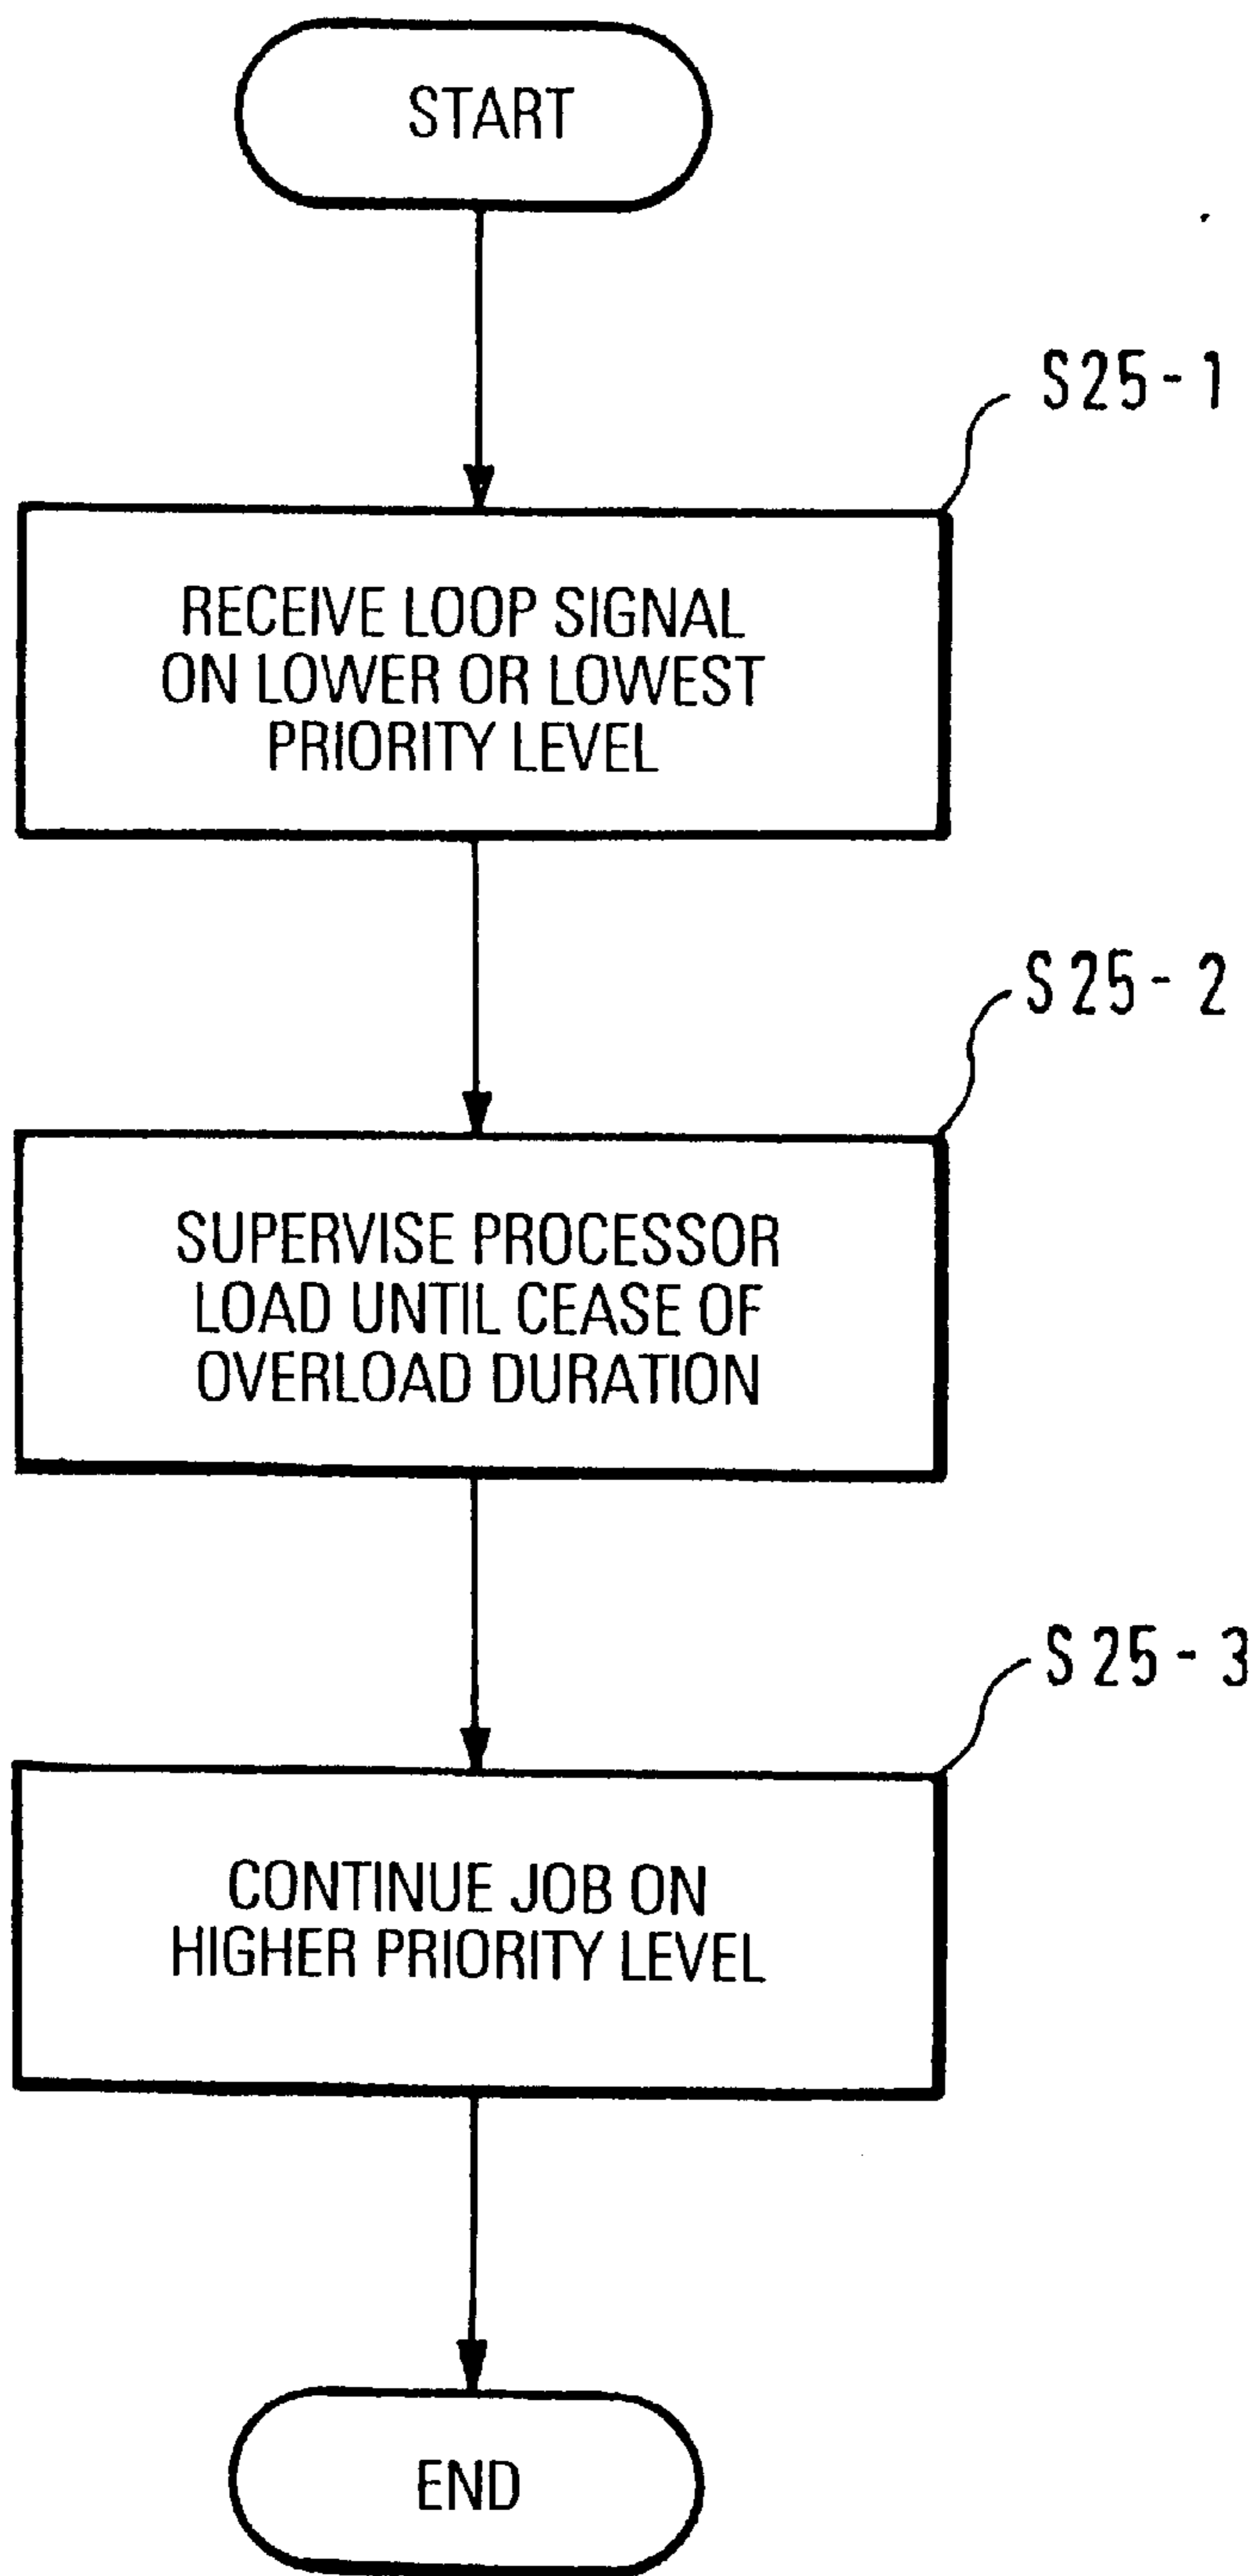 START
S25-1
RECEIVE LOOP SIGNAL
ON LOWER OR LOWEST
PRIORITY LEVEL
S25-2
SUPERVISE PROCESSOR
LOAD UNTIL CEASE OF
OVERLOAD DURATION
S25-3
CONTINUE JOB ON
HIGHER PRIORITY LEVEL
END